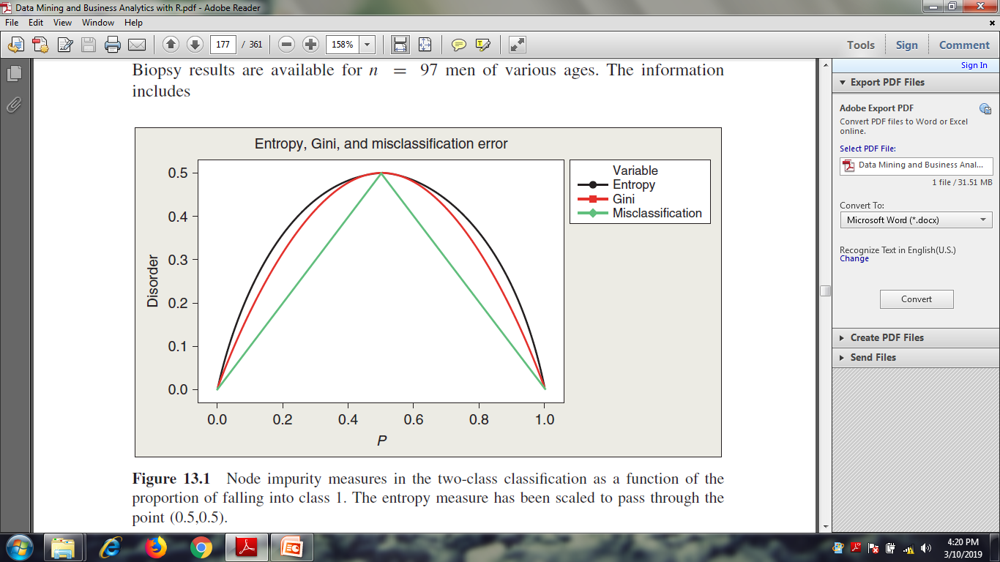 Data Mining and Business Analytics with R.pdf - Adobe Reader
File Edit View Window Help
177 / 361 158% Tools Sign Comment
Biopsy results are available for n = 97 men of various ages. The information
includes
Entropy, Gini, and misclassification error
Variable
Entropy
Gini
Misclassification
Disorder
0.5
0.4
0.3
0.2
0.1
0.0
0.0 0.2 0.4 0.6 0.8 1.0
P
Figure 13.1 Node impurity measures in the two-class classification as a function of the
proportion of falling into class 1. The entropy measure has been scaled to pass through the
point (0.5,0.5).
Sign In
Export PDF Files
Adobe Export PDF
Convert PDF files to Word or Excel
online.
Select PDF File:
Data Mining and Business Anal...
1 file / 31.51 MB
Convert To:
Microsoft Word (*.docx)
Recognize Text in English(U.S.)
Change
Convert
Create PDF Files
Send Files
4:20 PM
3/10/2019